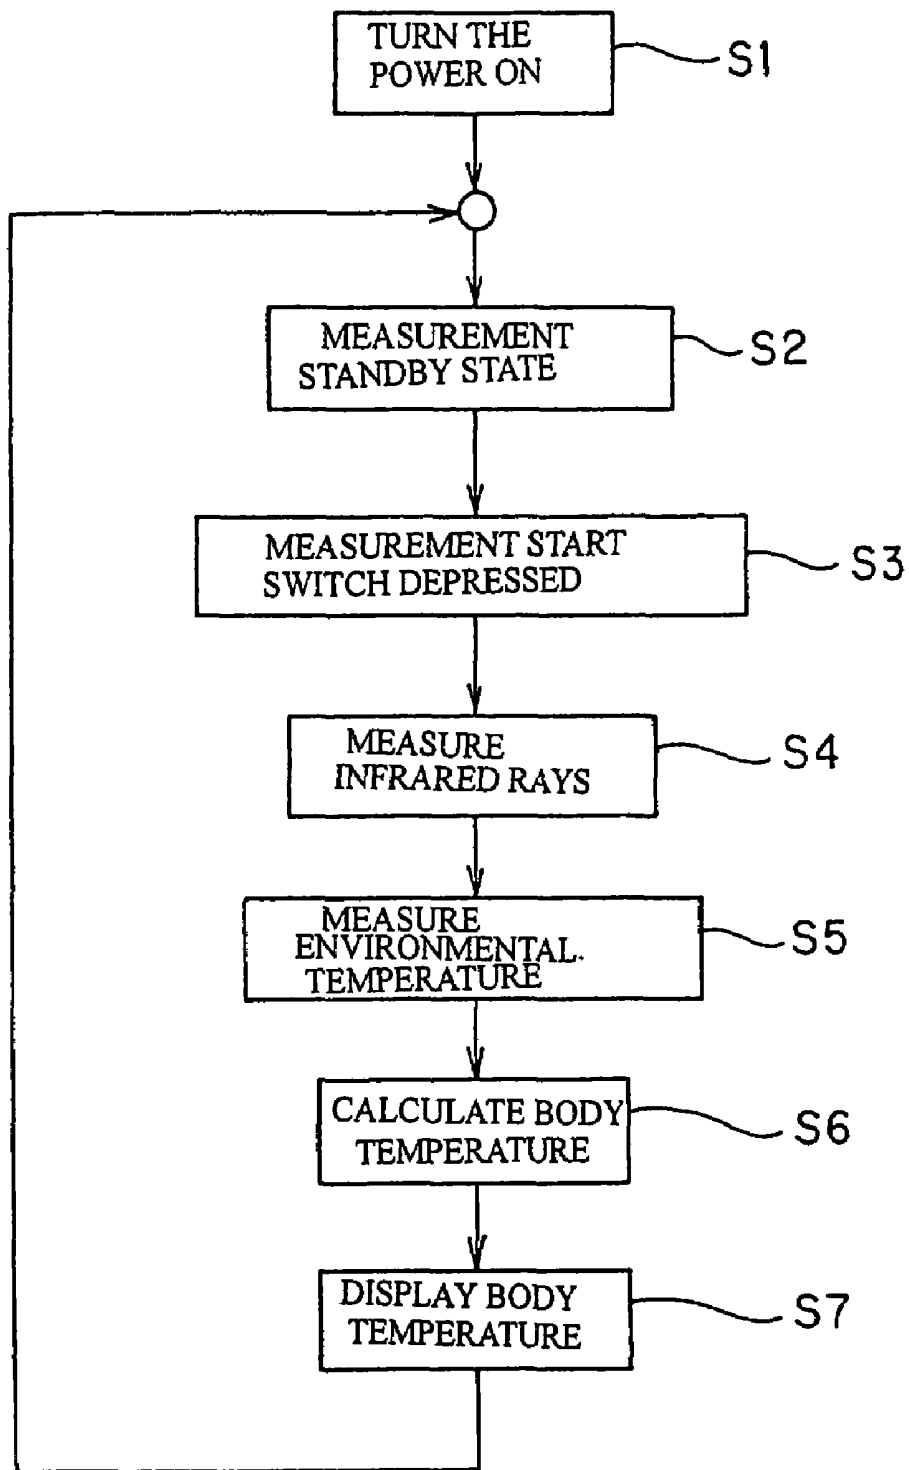 TURN THE
POWER ON
S1
MEASUREMENT
STANDBY STATE
S2
MEASUREMENT START
SWITCH DEPRESSED
S3
MEASURE
INFRARED RAYS
S4
MEASURE
ENVIRONMENTAL
TEMPERATURE
S5
CALCULATE BODY
TEMPERATURE
S6
DISPLAY BODY
TEMPERATURE
S7